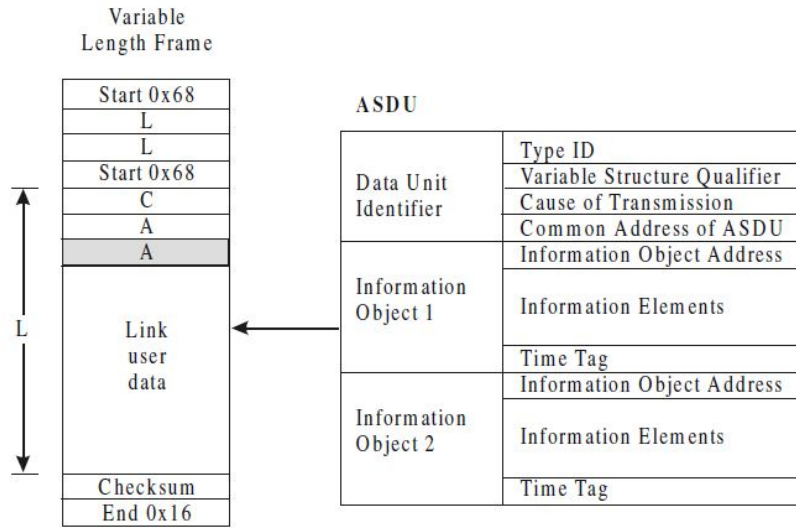 Variable
Length Frame
Start 0x68
L
L
Start 0x68
C
A
A
L
Link
user
data
Checksum
End 0x16
ASDU
Data Unit
Identifier
Type ID
Variable Structure Qualifier
Cause of Transmission
Common Address of ASDU
Information
Object 1
Information Object Address
Information Elements
Time Tag
Information
Object 2
Information Object Address
Information Elements
Time Tag